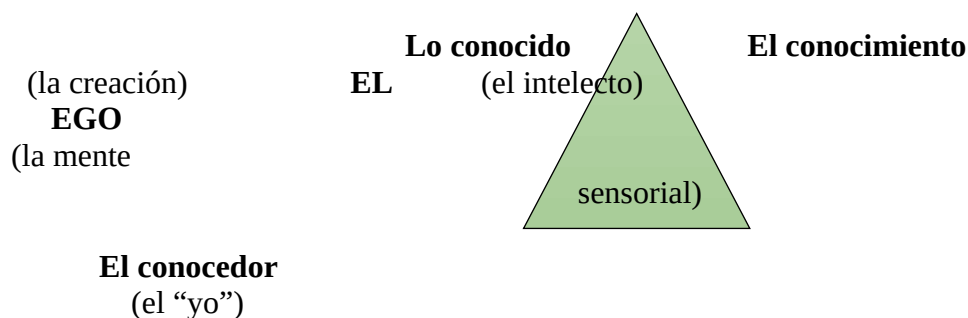 Lo conocido El conocimiento
(la creación) EL (el intelecto)
EGO
(la mente
sensorial)
El conocedor
(el “yo”)